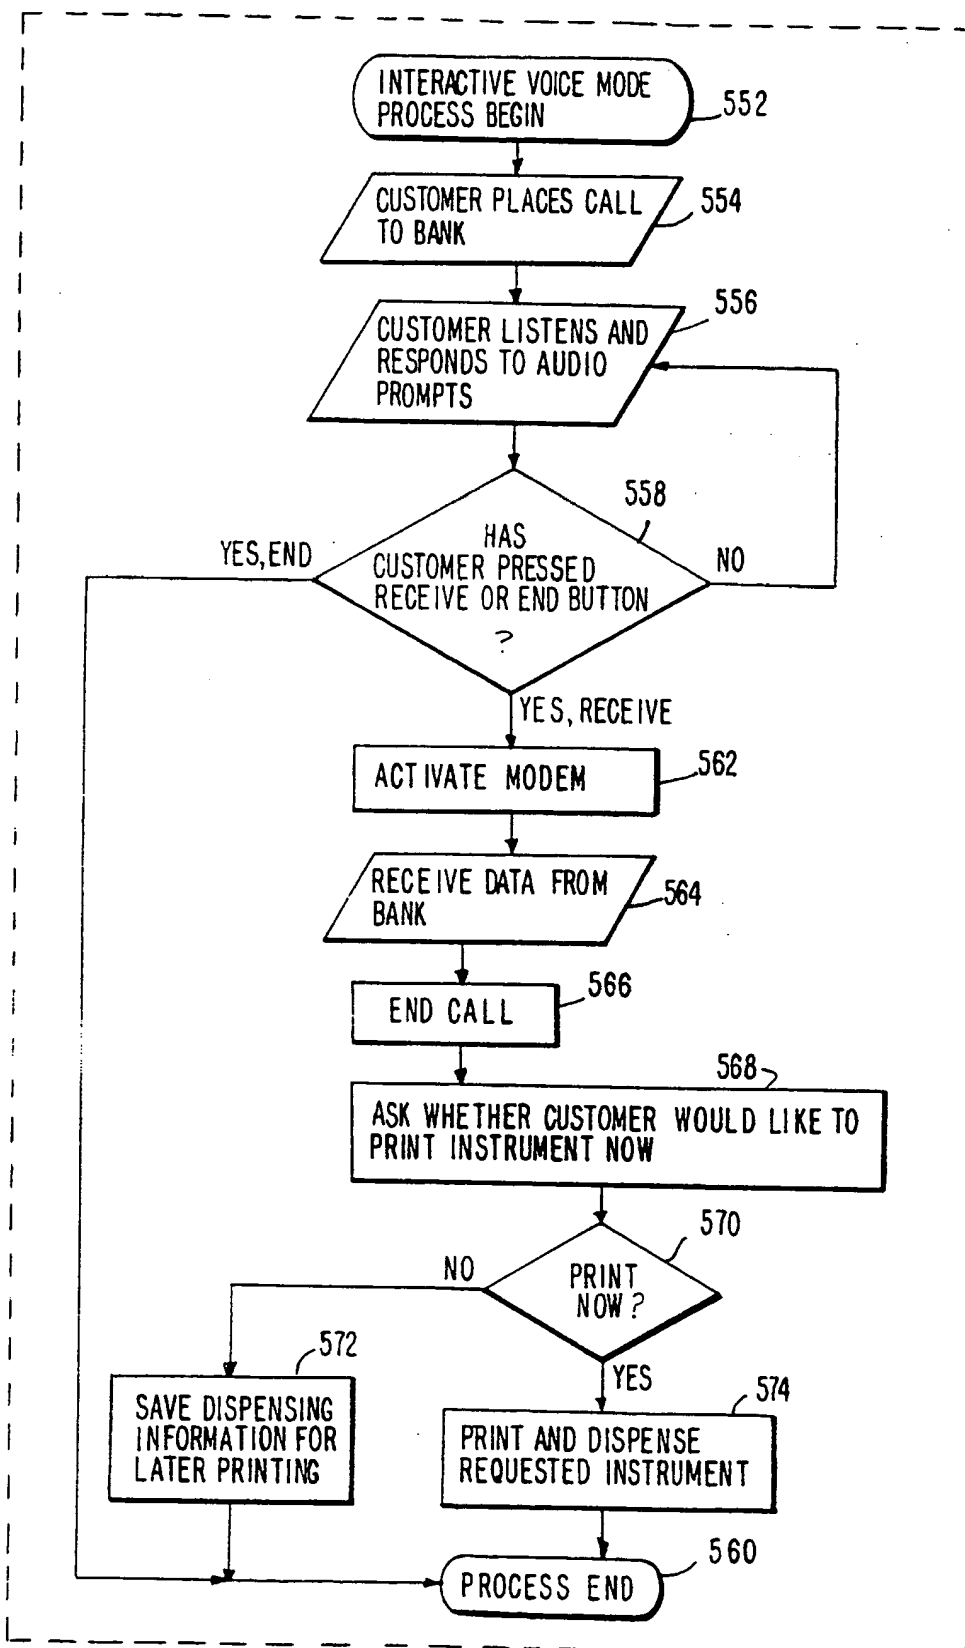 INTERACTIVE VOICE MODE
PROCESS BEGIN
552
CUSTOMER PLACES CALL
TO BANK
554
556
CUSTOMER LISTENS AND
RESPONDS TO AUDIO
PROMPTS
558
YES, END
HAS
CUSTOMER PRESSED
RECEIVE OR END BUTTON
?
NO
YES, RECEIVE
ACTIVATE MODEM
562
RECEIVE DATA FROM
BANK
564
END CALL
566
568
ASK WHETHER CUSTOMER WOULD LIKE TO
PRINT INSTRUMENT NOW
570
NO
PRINT
NOW?
572
YES
574
SAVE DISPENSING
INFORMATION FOR
LATER PRINTING
PRINT AND DISPENSE
REQUESTED INSTRUMENT
560
PROCESS END